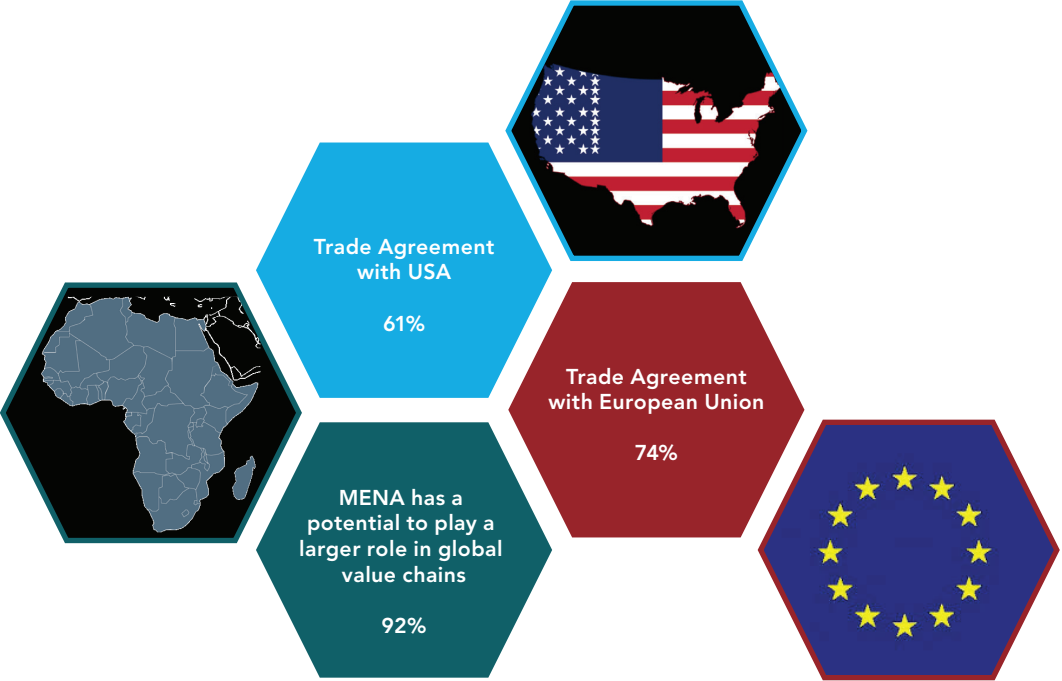 Trade Agreement
with USA
61%
Trade Agreement
with European Union
74%
MENA has a
potential to play a
larger role in global
value chains
92%